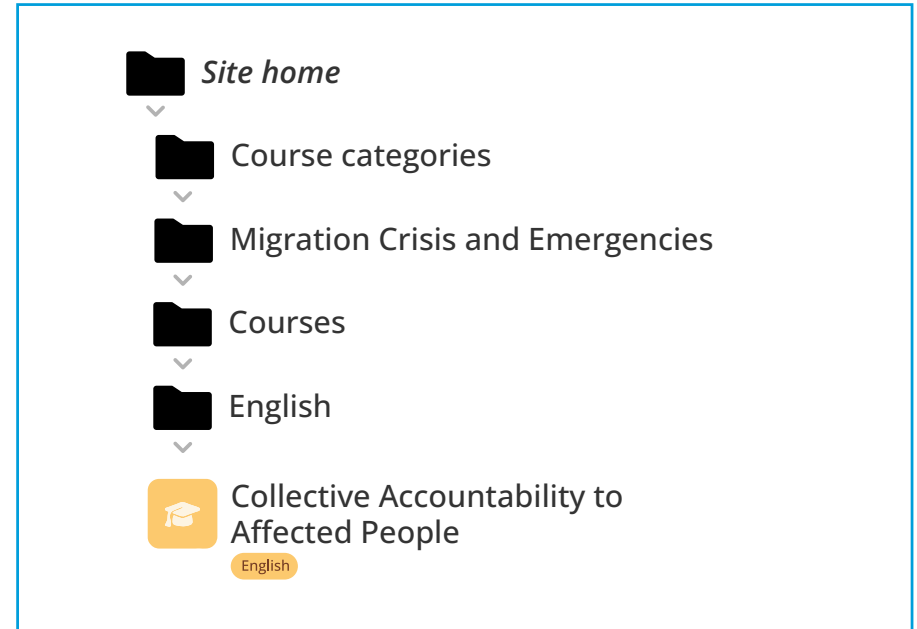 Site home
Course categories
Migration Crisis and Emergencies
Courses
English
Collective Accountability to
Affected People
English